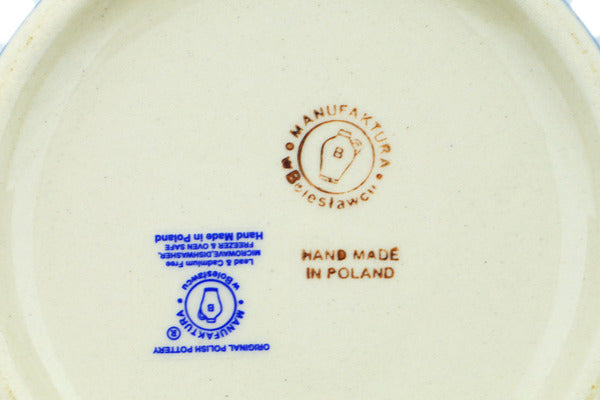 MANUFAKTURA
w Bolesławcu
B
HAND MADE
IN POLAND
ORIGINAL POLISH POTTERY
MANUFAKTURA ®
B
w Bolesławcu
Lead & Cadmium Free
MICROWAVE,DISHWASHER,
FREEZER & OVEN SAFE
Hand Made in Poland